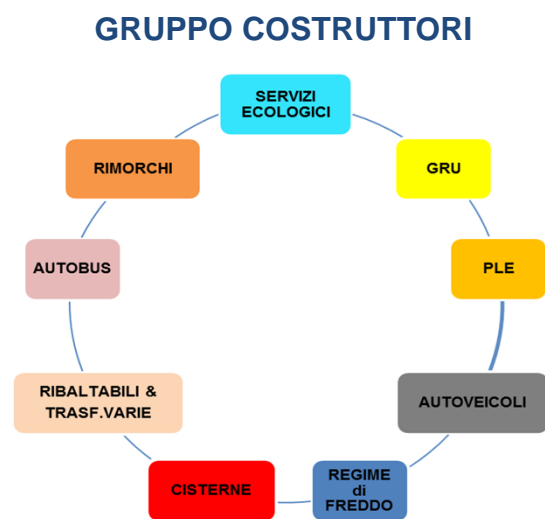 GRUPPO COSTRUTTORI
SERVIZI
ECOLOGICI
RIMORCHI
GRU
AUTOBUS
PLE
RIBALTABILI &
TRASF.VARIE
AUTOVEICOLI
CISTERNE
REGIME
di
FREDDO